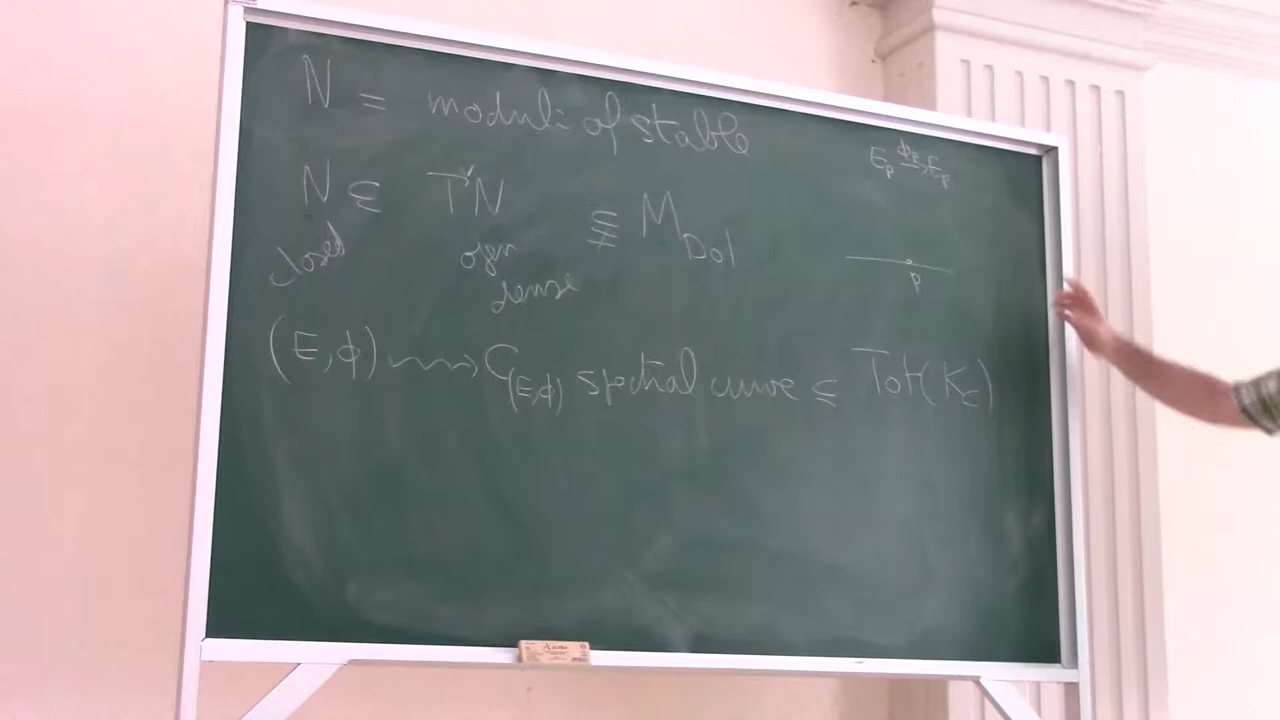 N = moduli of stable
N ⊆ T^∨N ⊊ M_Dol
closed open
dense
E_p →^{ϕ_p} E_p
p
(E,ϕ) ⇝ C_(E,ϕ) spectral curve ⊆ Tot(K_C)